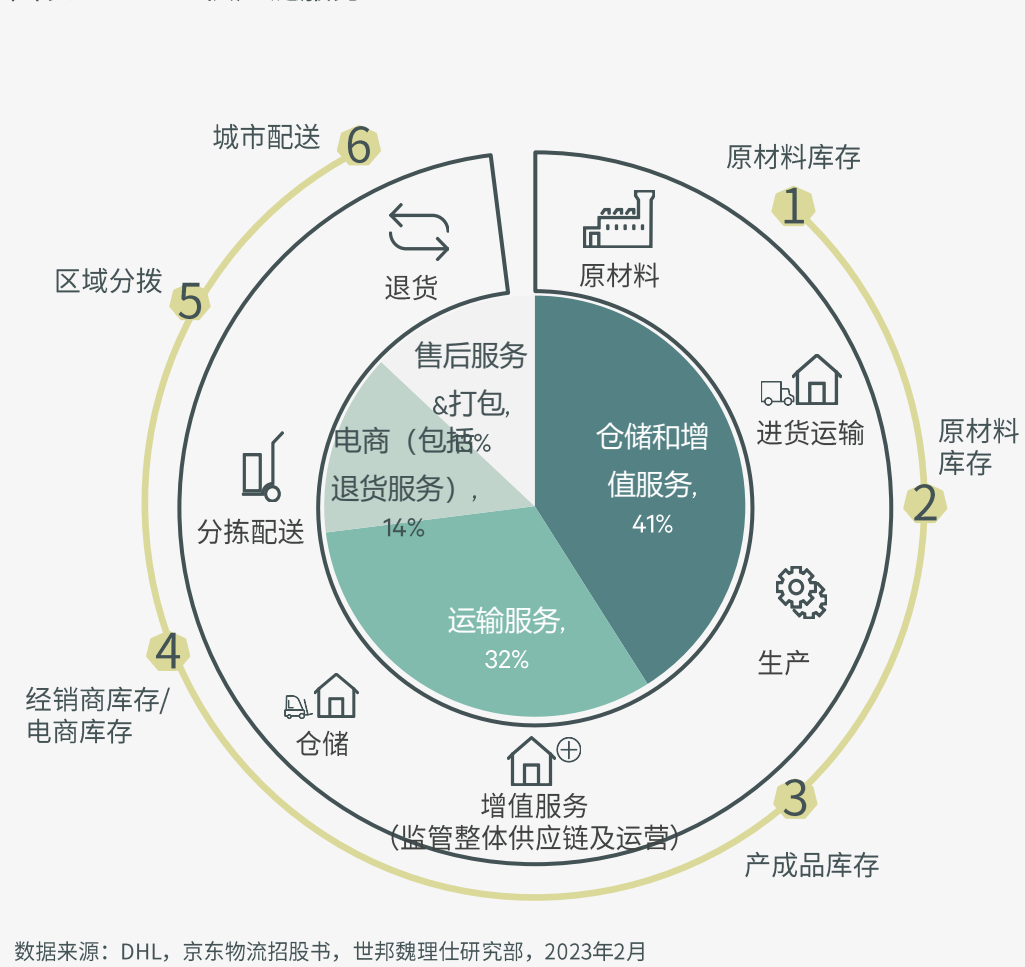 城市配送
6
原材料库存
1
区域分拨
5
退货
原材料
进货运输
原材料
库存
2
售后服务
&打包,
13%
电商（包括
退货服务）,
14%
仓储和增
值服务,
41%
运输服务,
32%
分拣配送
生产
4
经销商库存/
电商库存
仓储
增值服务
（监管整体供应链及运营）
3
产成品库存
数据来源：DHL，京东物流招股书，世邦魏理仕研究部，2023年2月